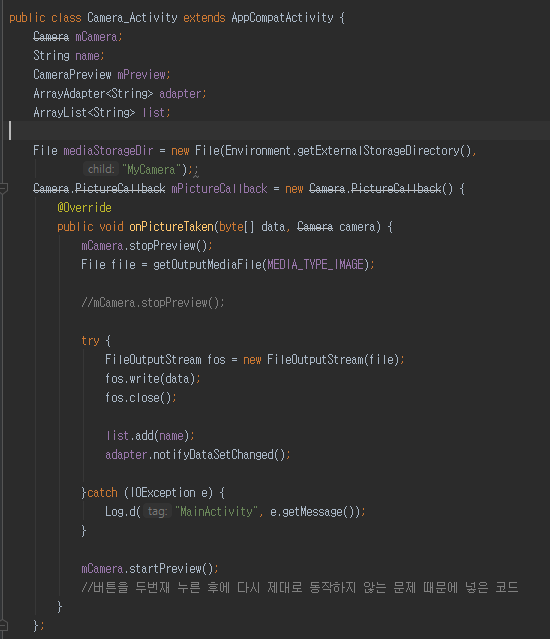 public class Camera_Activity extends AppCompatActivity {
Camera mCamera;
String name;
CameraPreview mPreview;
ArrayAdapter<String> adapter;
ArrayList<String> list;
File mediaStorageDir = new File(Environment.getExternalStorageDirectory(),
child: "MyCamera");;
Camera.PictureCallback mPictureCallback = new Camera.PictureCallback() {
@Override
public void onPictureTaken(byte[] data, Camera camera) {
mCamera.stopPreview();
File file = getOutputMediaFile(MEDIA_TYPE_IMAGE);
//mCamera.stopPreview();
try {
FileOutputStream fos = new FileOutputStream(file);
fos.write(data);
fos.close();
list.add(name);
adapter.notifyDataSetChanged();
}catch (IOException e) {
Log.d( tag: "MainActivity", e.getMessage());
}
mCamera.startPreview();
//버튼을 두번재 누른 후에 다시 제대로 동작하지 않는 문제 때문에 넣은 코드
}
};